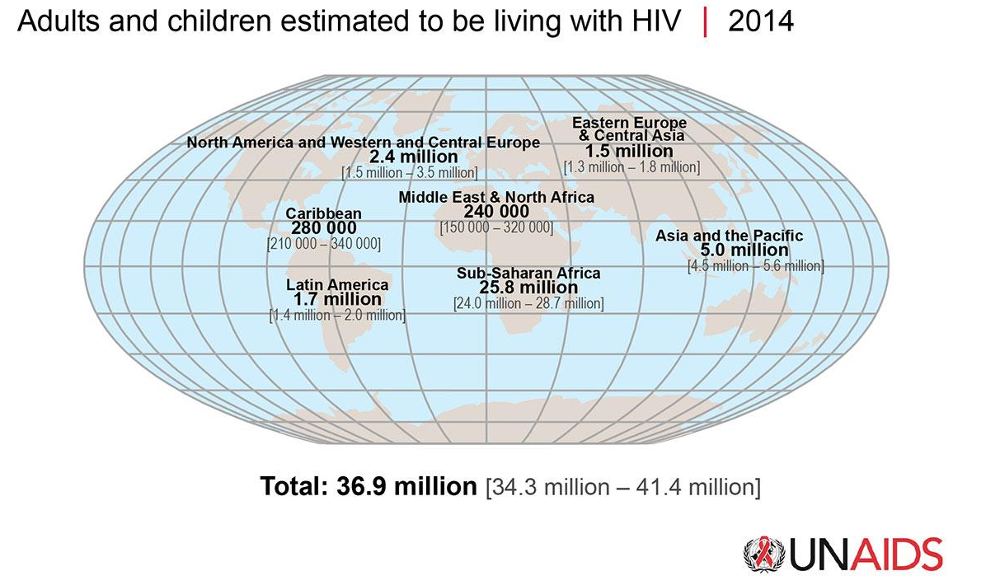 Adults and children estimated to be living with HIV | 2014
North America and Western and Central Europe
2.4 million
[1.5 million – 3.5 million]
Eastern Europe
& Central Asia
1.5 million
[1.3 million – 1.8 million]
Middle East & North Africa
240 000
[150 000 – 320 000]
Caribbean
280 000
[210 000 – 340 000]
Asia and the Pacific
5.0 million
[4.5 million – 5.6 million]
Sub-Saharan Africa
25.8 million
[24.0 million – 28.7 million]
Latin America
1.7 million
[1.4 million – 2.0 million]
Total: 36.9 million [34.3 million – 41.4 million]
UNAIDS